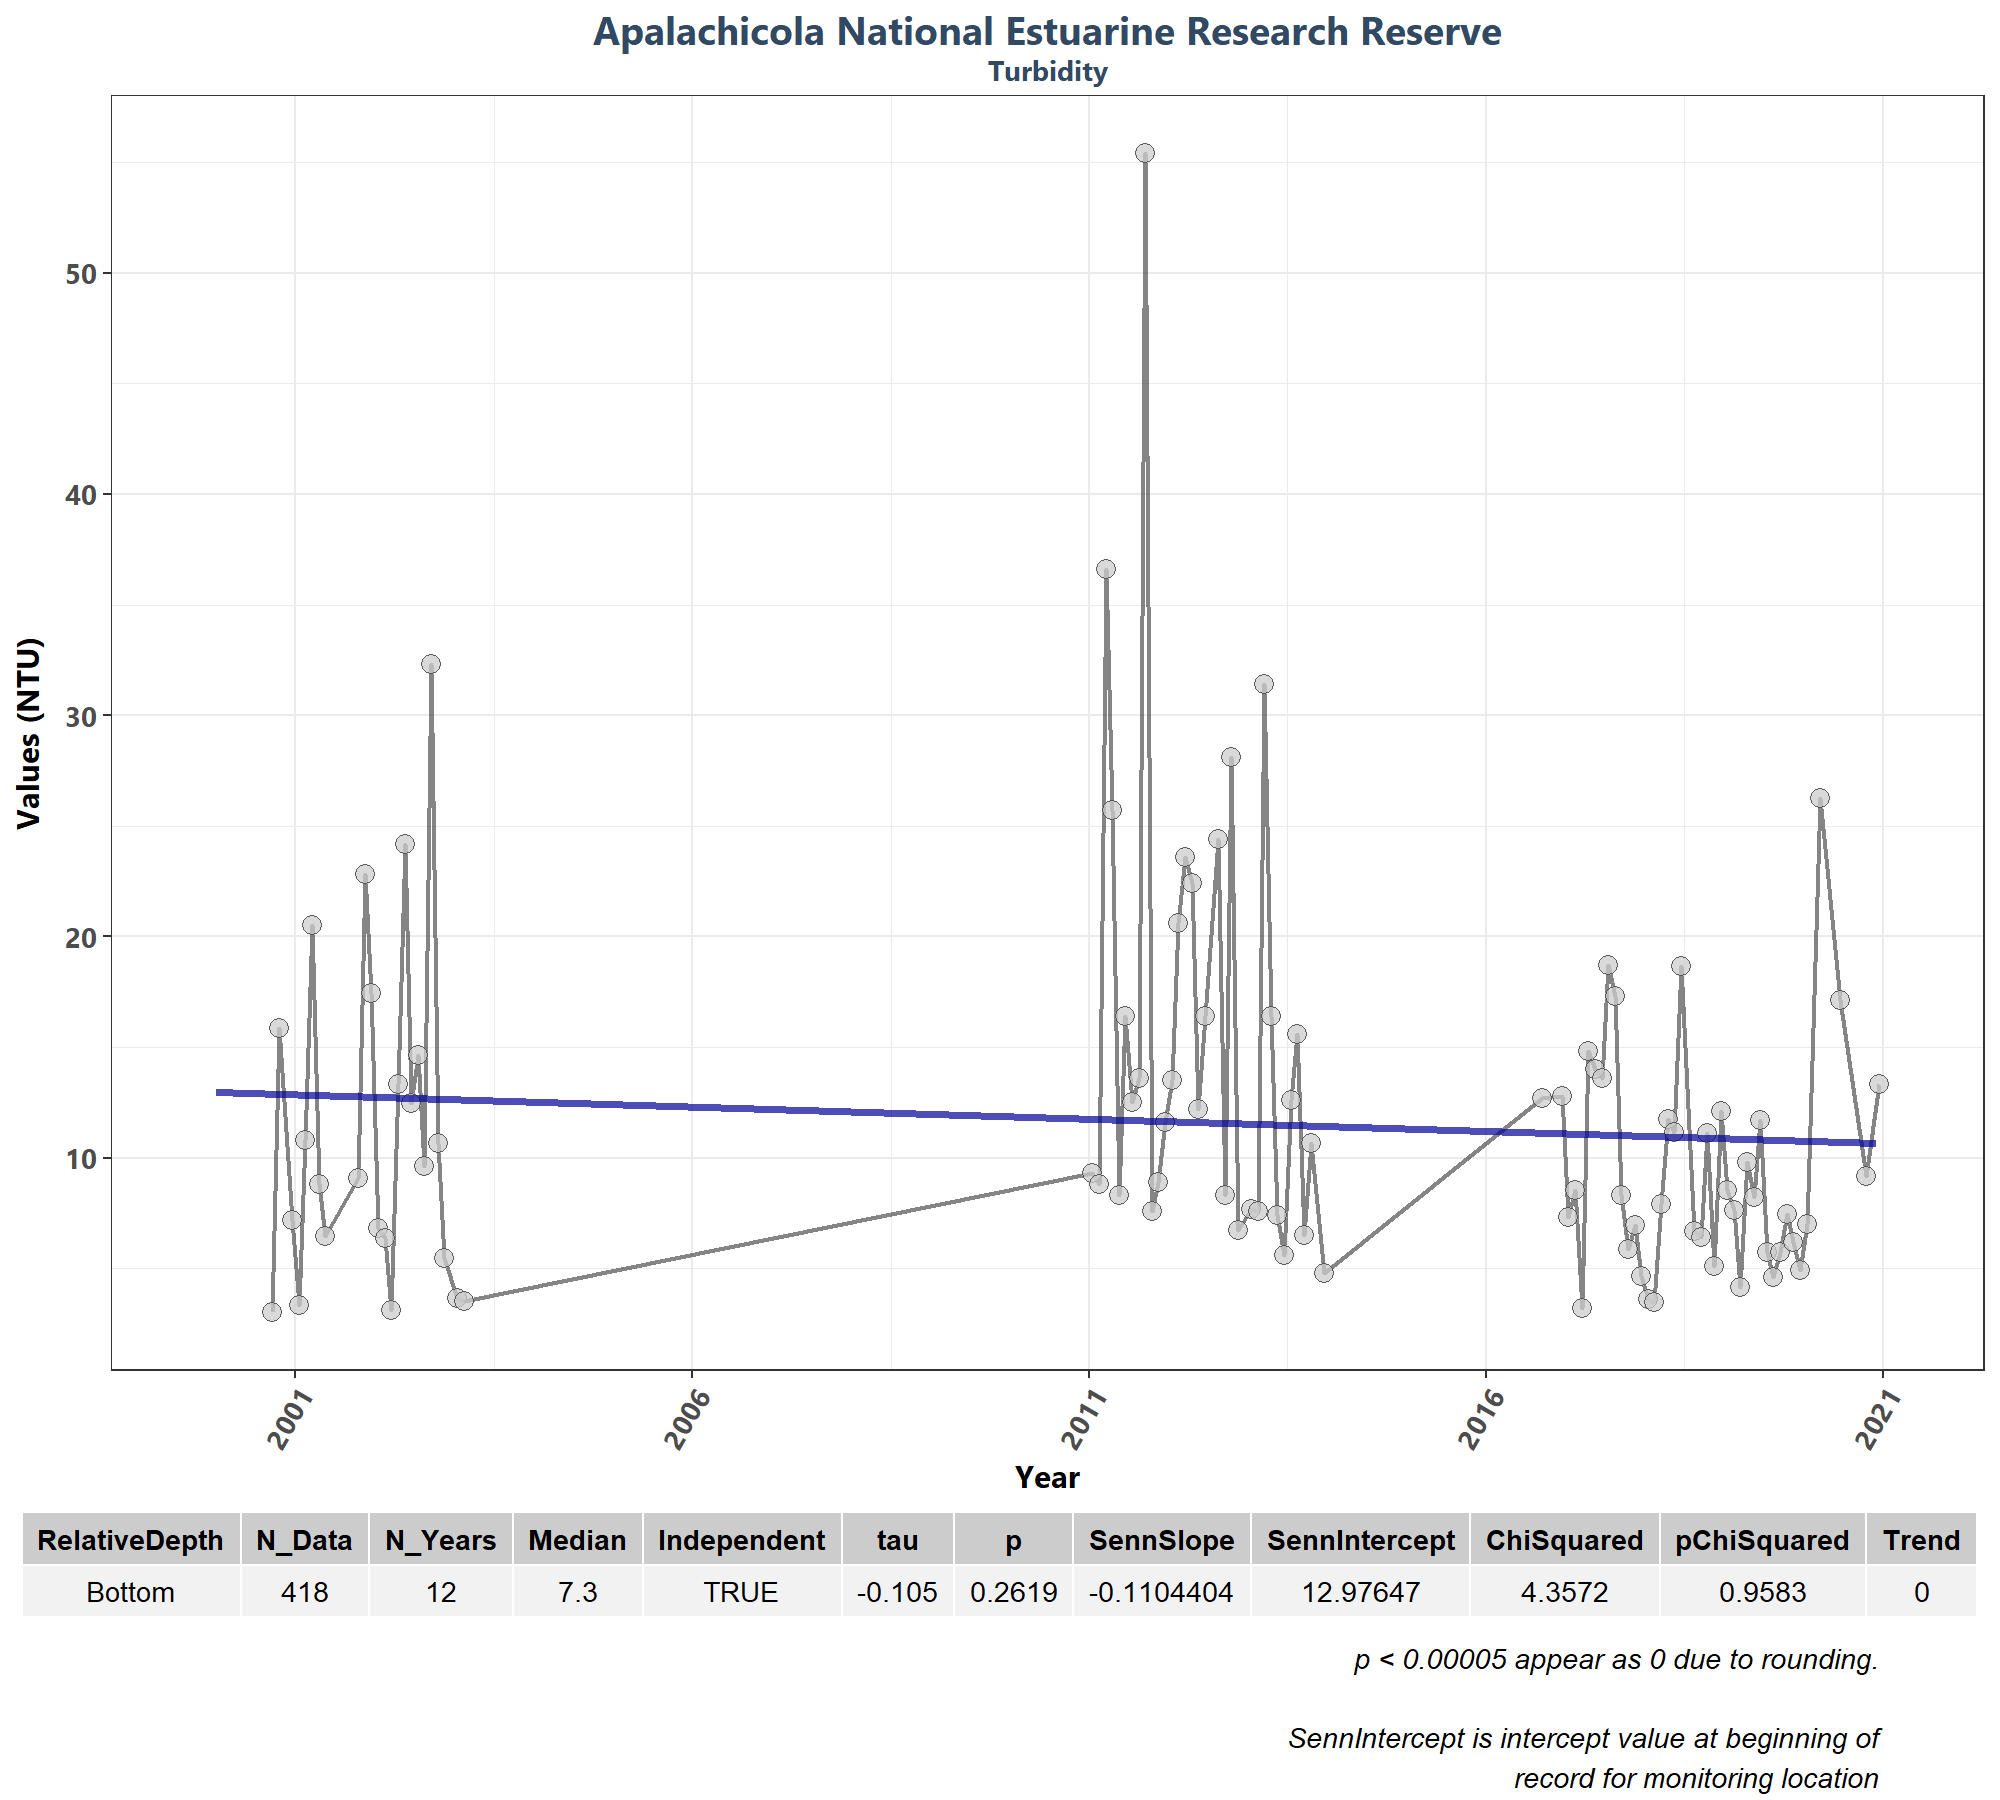 Apalachicola National Estuarine Research Reserve
Turbidity
Values (NTU)
50
40
30
20
10
2001 2006 2011 2016 2021
Year
RelativeDepth N_Data N_Years Median Independent tau p SennSlope SennIntercept ChiSquared pChiSquared Trend
Bottom 418 12 7.3 TRUE -0.105 0.2619 -0.1104404 12.97647 4.3572 0.9583 0
p < 0.00005 appear as 0 due to rounding.
SennIntercept is intercept value at beginning of
record for monitoring location